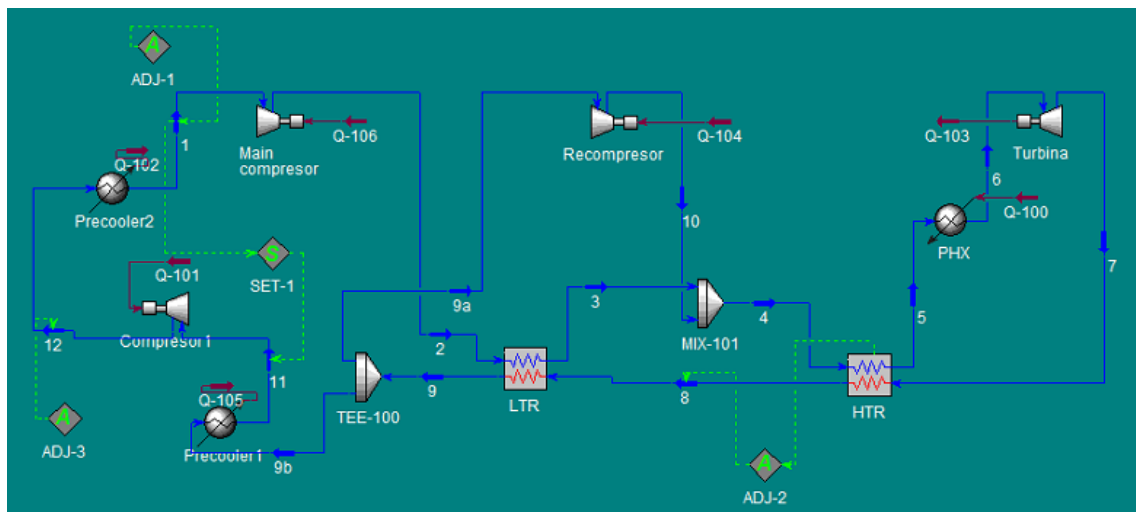 A
ADJ-1
1
Q-106
Main
compresor
Q-102
Precooler2
Q-104
Recompresor
Q-103
Turbina
6
Q-100
PHX
10
7
Q-101
S
SET-1
Compresor1
12
9a
2
3
MIX-101
4
5
11
TEE-100
9
LTR
8
HTR
Q-105
Precooler1
9b
A
ADJ-3
A
ADJ-2